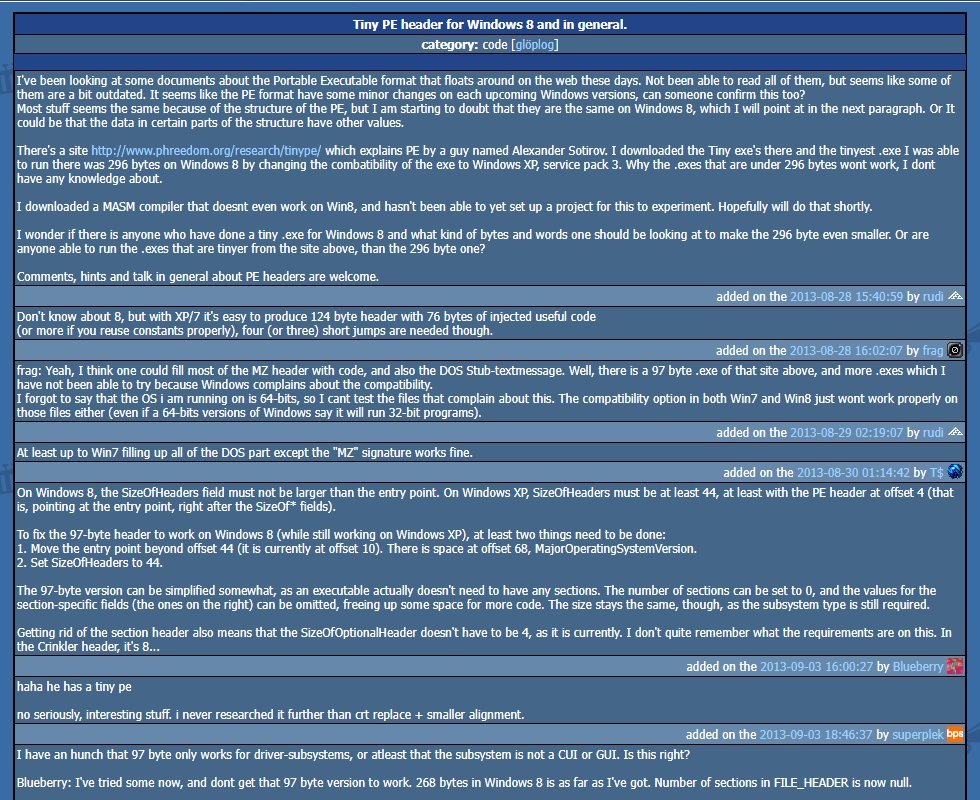 Tiny PE header for Windows 8 and in general.
category: code [glöplog]
I've been looking at some documents about the Portable Executable format that floats around on the web these days. Not been able to read all of them, but seems like some of
them are a bit outdated. It seems like the PE format have some minor changes on each upcoming Windows versions, can someone confirm this too?
Most stuff seems the same because of the structure of the PE, but I am starting to doubt that they are the same on Windows 8, which I will point at in the next paragraph. Or It
could be that the data in certain parts of the structure have other values.
There's a site http://www.phreedom.org/research/tinype/ which explains PE by a guy named Alexander Sotirov. I downloaded the Tiny exe's there and the tinyest .exe I was able
to run there was 296 bytes on Windows 8 by changing the combatibility of the exe to Windows XP, service pack 3. Why the .exes that are under 296 bytes wont work, I dont
have any knowledge about.
I downloaded a MASM compiler that doesnt even work on Win8, and hasn't been able to yet set up a project for this to experiment. Hopefully will do that shortly.
I wonder if there is anyone who have done a tiny .exe for Windows 8 and what kind of bytes and words one should be looking at to make the 296 byte even smaller. Or are
anyone able to run the .exes that are tinyer from the site above, than the 296 byte one?
Comments, hints and talk in general about PE headers are welcome.
added on the 2013-08-28 15:40:59 by rudi
Don't know about 8, but with XP/7 it's easy to produce 124 byte header with 76 bytes of injected useful code
(or more if you reuse constants properly), four (or three) short jumps are needed though.
added on the 2013-08-28 16:02:07 by frag
frag: Yeah, I think one could fill most of the MZ header with code, and also the DOS Stub-textmessage. Well, there is a 97 byte .exe of that site above, and more .exes which I
have not been able to try because Windows complains about the compatibility.
I forgot to say that the OS i am running on is 64-bits, so I cant test the files that complain about this. The compatibility option in both Win7 and Win8 just wont work properly on
those files either (even if a 64-bits versions of Windows say it will run 32-bit programs).
added on the 2013-08-29 02:19:07 by rudi
At least up to Win7 filling up all of the DOS part except the "MZ" signature works fine.
added on the 2013-08-30 01:14:42 by T$
On Windows 8, the SizeOfHeaders field must not be larger than the entry point. On Windows XP, SizeOfHeaders must be at least 44, at least with the PE header at offset 4 (that
is, pointing at the entry point, right after the SizeOf* fields).
To fix the 97-byte header to work on Windows 8 (while still working on Windows XP), at least two things need to be done:
1. Move the entry point beyond offset 44 (it is currently at offset 10). There is space at offset 68, MajorOperatingSystemVersion.
2. Set SizeOfHeaders to 44.
The 97-byte version can be simplified somewhat, as an executable actually doesn't need to have any sections. The number of sections can be set to 0, and the values for the
section-specific fields (the ones on the right) can be omitted, freeing up some space for more code. The size stays the same, though, as the subsystem type is still required.
Getting rid of the section header also means that the SizeOfOptionalHeader doesn't have to be 4, as it is currently. I don't quite remember what the requirements are on this. In
the Crinkler header, it's 8...
added on the 2013-09-03 16:00:27 by Blueberry
haha he has a tiny pe
no seriously, interesting stuff. i never researched it further than crt replace + smaller alignment.
added on the 2013-09-03 18:46:37 by superplek bps
I have an hunch that 97 byte only works for driver-subsystems, or atleast that the subsystem is not a CUI or GUI. Is this right?
Blueberry: I've tried some now, and dont get that 97 byte version to work. 268 bytes in Windows 8 is as far as I've got. Number of sections in FILE_HEADER is now null.